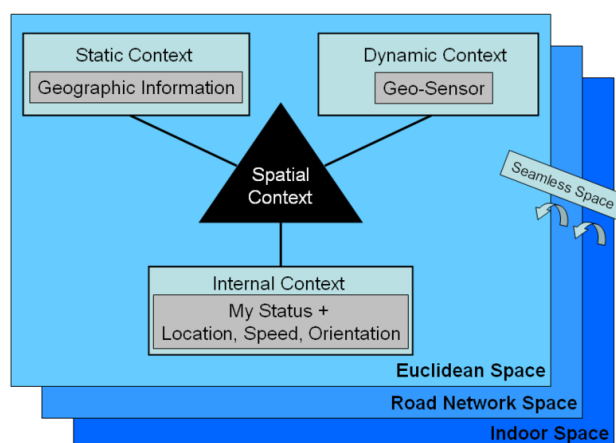 Static Context
Geographic Information
Dynamic Context
Geo-Sensor
Spatial
Context
Seamless Space
Internal Context
My Status +
Location, Speed, Orientation
Euclidean Space
Road Network Space
Indoor Space